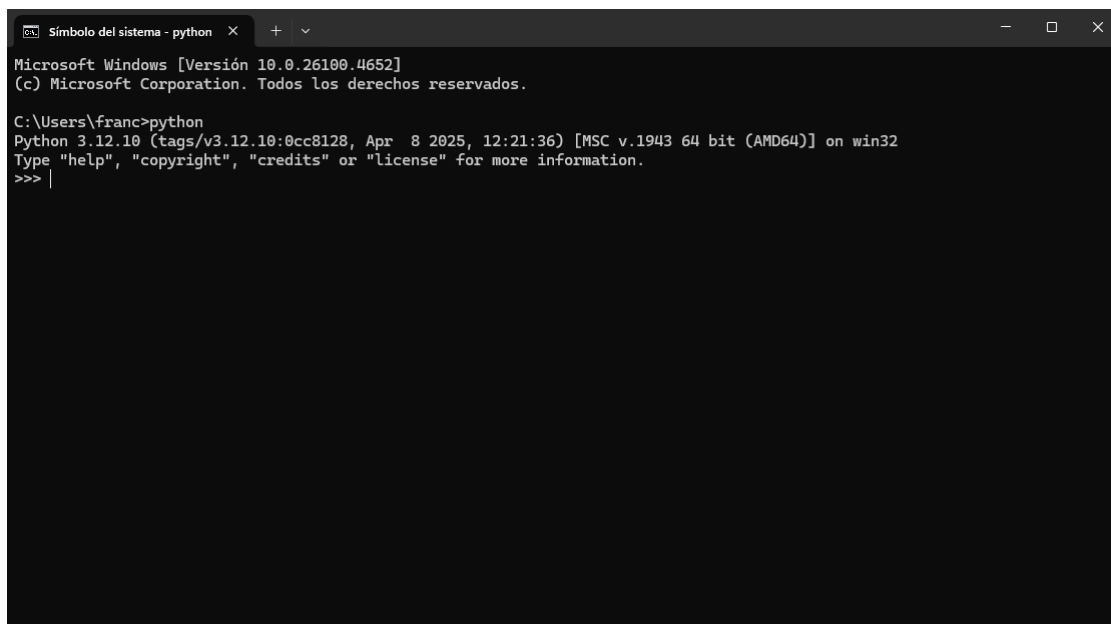 Símbolo del sistema - python
Microsoft Windows [Versión 10.0.26100.4652]
(c) Microsoft Corporation. Todos los derechos reservados.
C:\Users\franc>python
Python 3.12.10 (tags/v3.12.10:0cc8128, Apr  8 2025, 12:21:36) [MSC v.1943 64 bit (AMD64)] on win32
Type "help", "copyright", "credits" or "license" for more information.
>>>